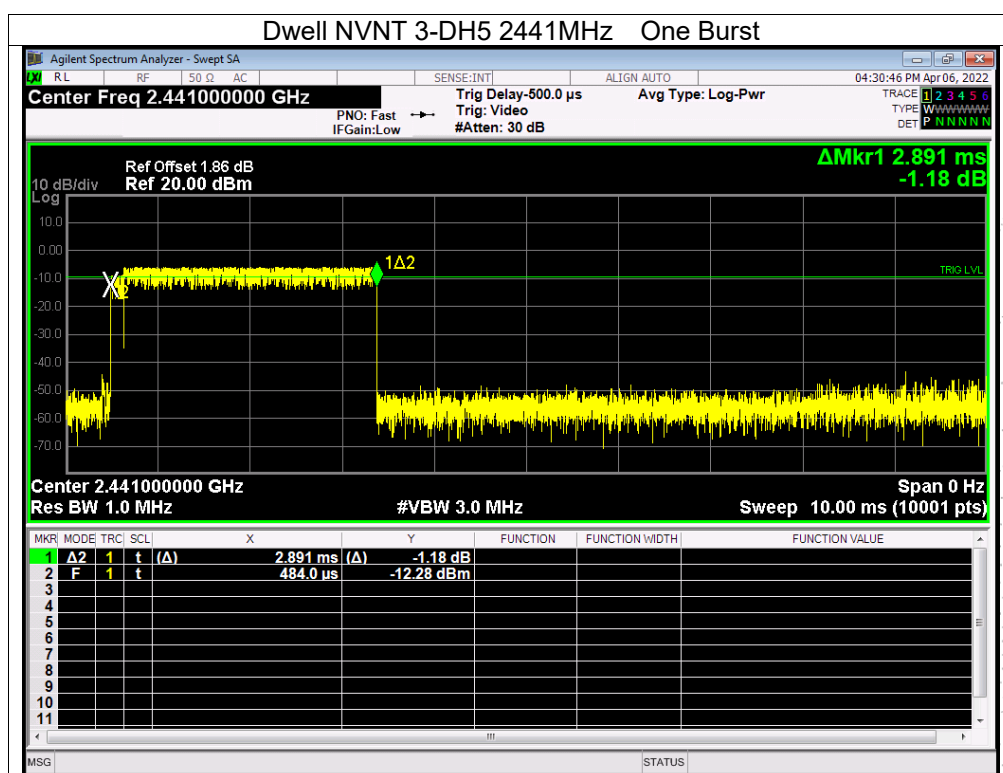 Dwell NVNT 3-DH5 2441MHz One Burst
Agilent Spectrum Analyzer - Swept SA
LXI RL RF 50 Ω AC SENSE:INT ALIGN AUTO 04:30:46 PM Apr 06, 2022
Center Freq 2.441000000 GHz
PNO: Fast
IFGain:Low
Trig Delay-500.0 µs
Trig: Video
#Atten: 30 dB
Avg Type: Log-Pwr
TRACE 1 2 3 4 5 6
TYPE WWWWWW
DET P N N N N N
ΔMkr1 2.891 ms
-1.18 dB
Ref Offset 1.86 dB
10 dB/div Ref 20.00 dBm
Log
10.0
0.00
1Δ2
TRIG LVL
-10.0
X2
-20.0
-30.0
-40.0
-50.0
-60.0
-70.0
Center 2.441000000 GHz Span 0 Hz
Res BW 1.0 MHz #VBW 3.0 MHz Sweep 10.00 ms (10001 pts)
MKR MODE TRC SCL X Y FUNCTION FUNCTION WIDTH FUNCTION VALUE
1 Δ2 1 t (Δ) 2.891 ms (Δ) -1.18 dB
2 F 1 t 484.0 µs -12.28 dBm
3
4
5
6
7
8
9
10
11
MSG STATUS